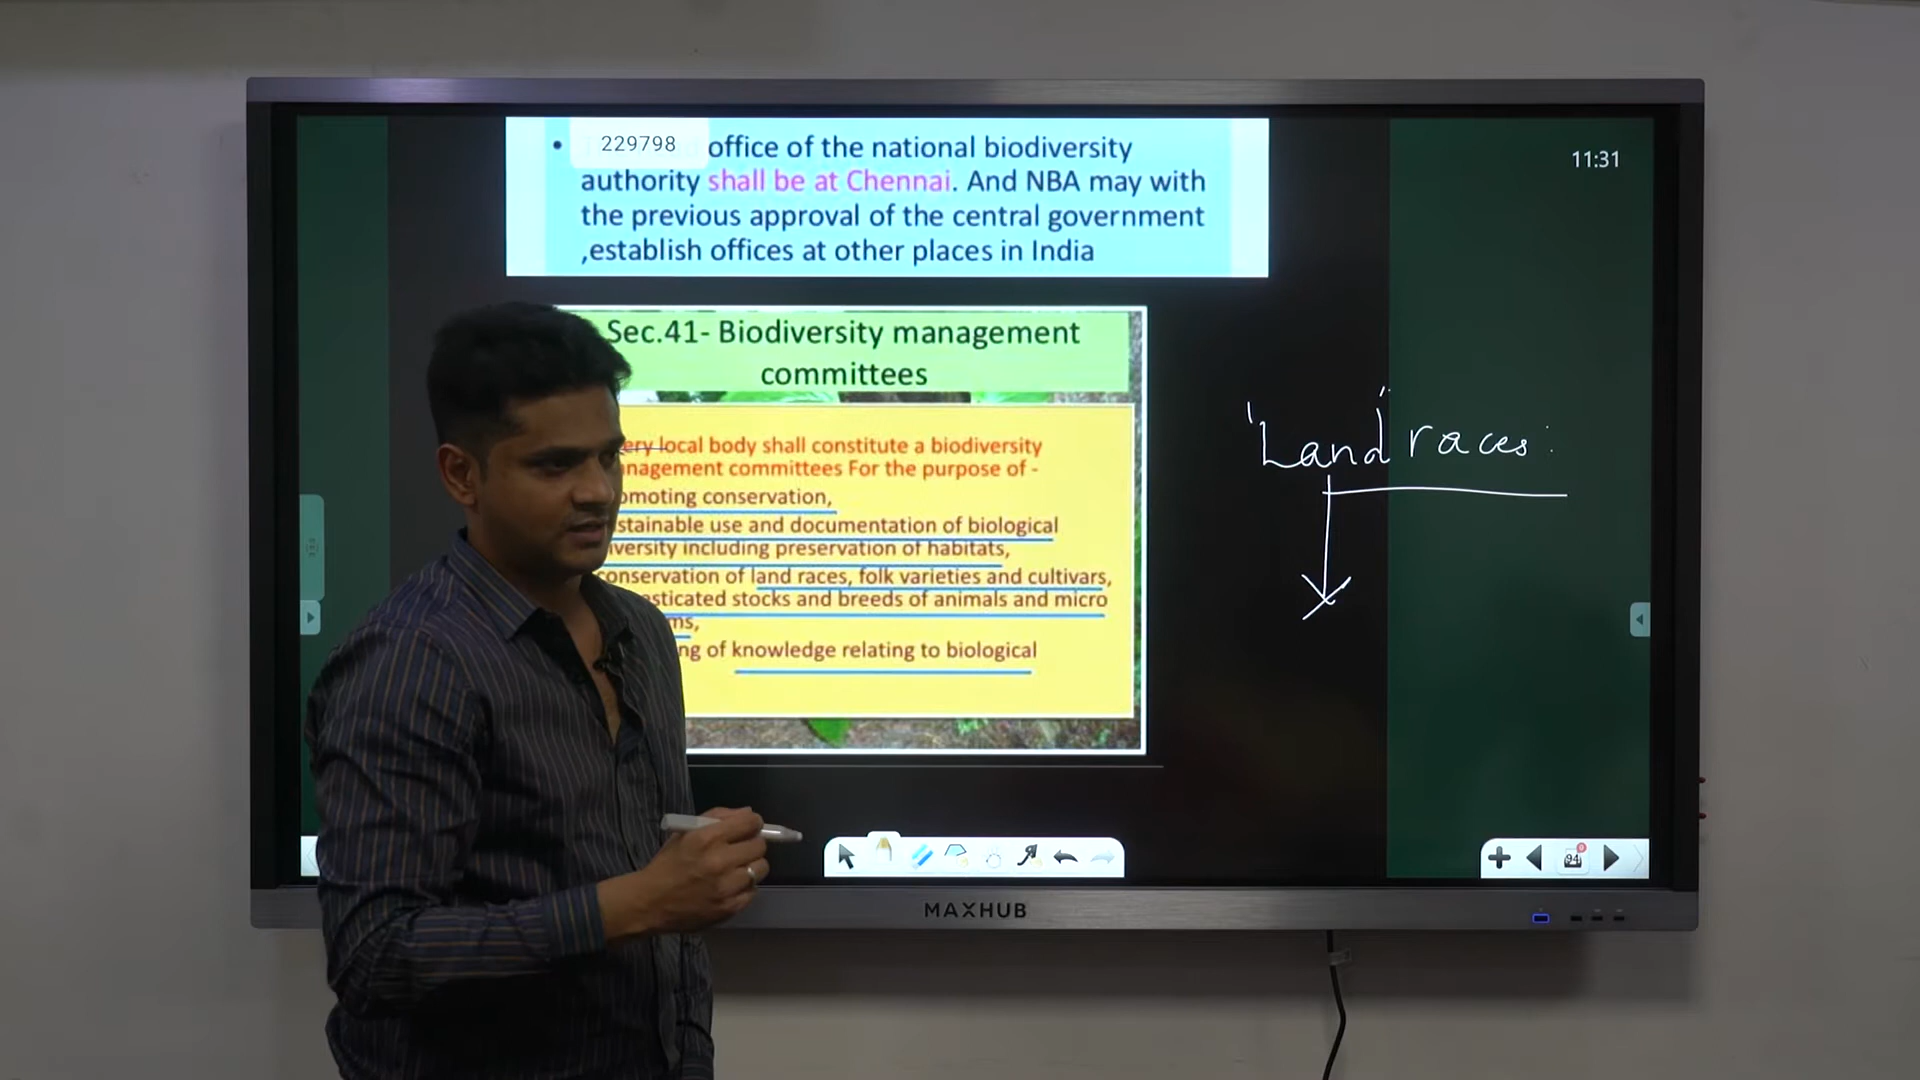 229798
office of the national biodiversity
authority shall be at Chennai. And NBA may with
the previous approval of the central government
,establish offices at other places in India
11:31
Sec.41- Biodiversity management
committees
local body shall constitute a biodiversity
committees For the purpose of -
conservation,
use and documentation of biological
including preservation of habitats,
conservation of land races, folk varieties and cultivars,
stocks and breeds of animals and micro
of knowledge relating to biological
'Land' races:
94
MAXHUB